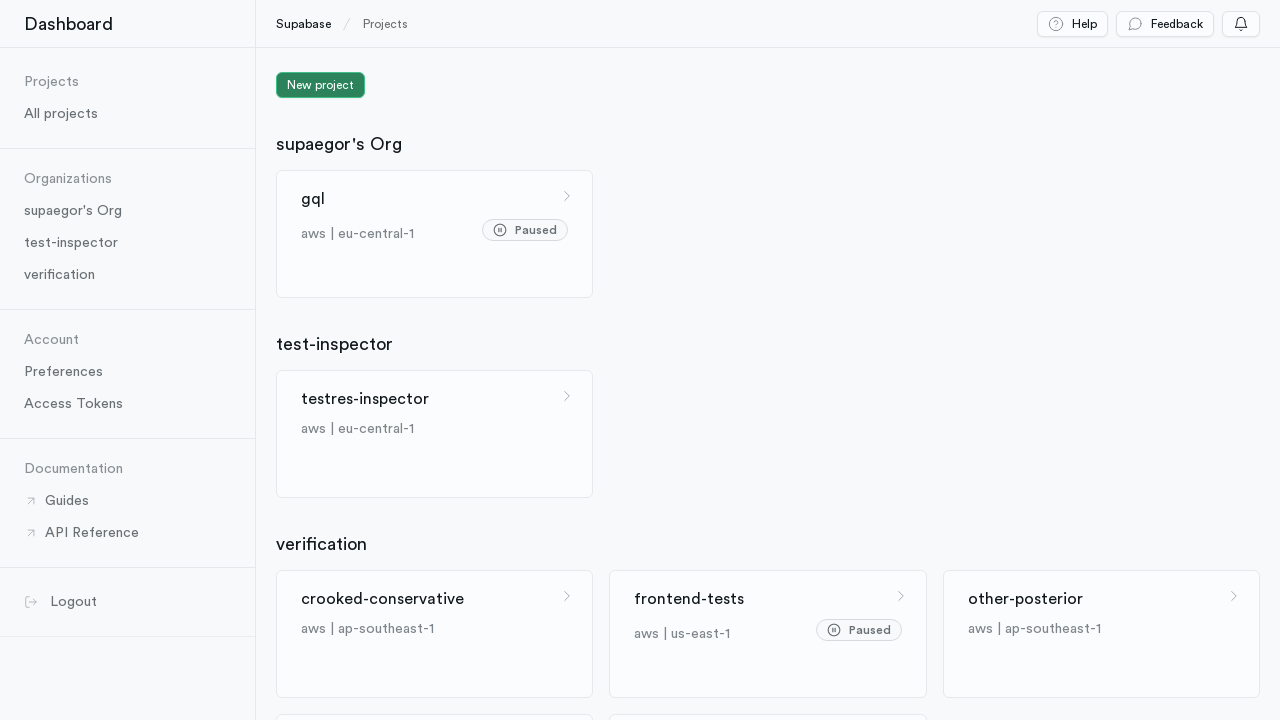 Dashboard
Supabase / Projects
Help
Feedback
Projects
All projects
Organizations
supaegor's Org
test-inspector
verification
Account
Preferences
Access Tokens
Documentation
Guides
API Reference
Logout
New project
supaegor's Org
gql
aws | eu-central-1
Paused
test-inspector
testres-inspector
aws | eu-central-1
verification
crooked-conservative
aws | ap-southeast-1
frontend-tests
aws | us-east-1
Paused
other-posterior
aws | ap-southeast-1